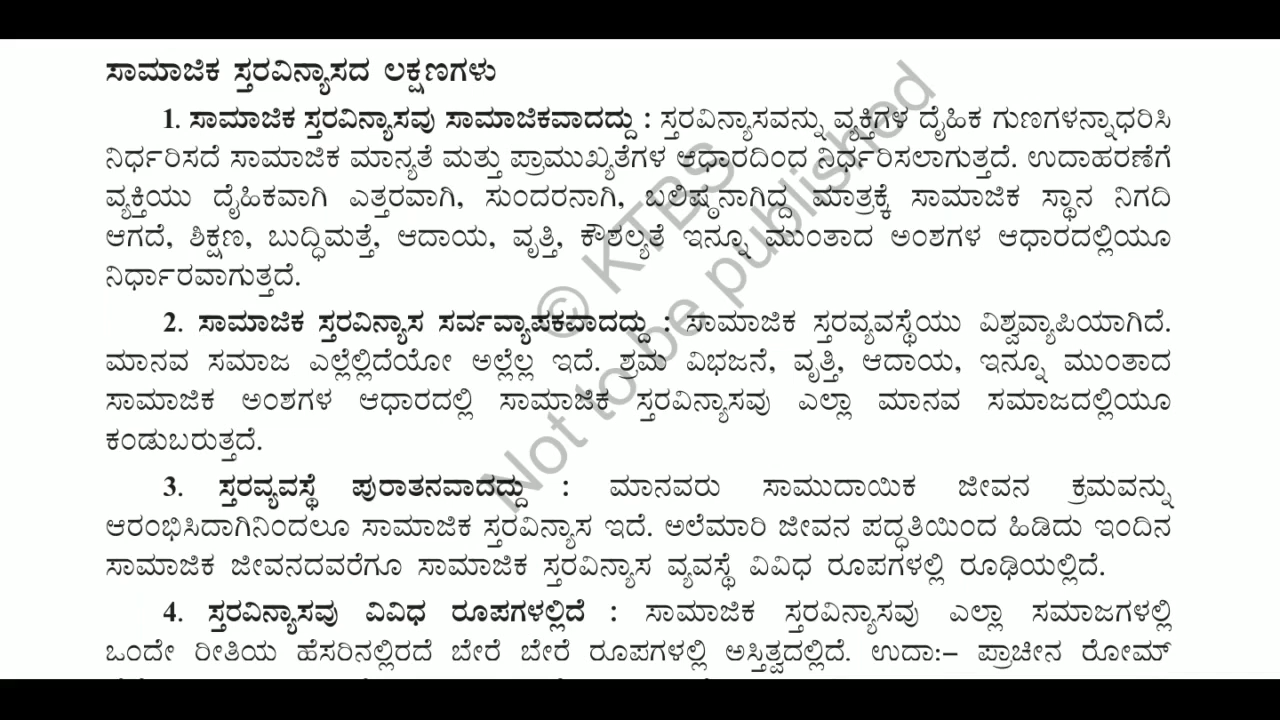 ಸಾಮಾಜಿಕ ಸ್ತರವಿನ್ಯಾಸದ ಲಕ್ಷಣಗಳು
1. ಸಾಮಾಜಿಕ ಸ್ತರವಿನ್ಯಾಸವು ಸಾಮಾಜಿಕವಾದದ್ದು : ಸ್ತರವಿನ್ಯಾಸವನ್ನು ವ್ಯಕ್ತಿಗಳ ದೈಹಿಕ ಗುಣಗಳನ್ನಾಧರಿಸಿ
ನಿರ್ಧರಿಸದೆ ಸಾಮಾಜಿಕ ಮಾನ್ಯತೆ ಮತ್ತು ಪ್ರಾಮುಖ್ಯತೆಗಳ ಆಧಾರದಿಂದ ನಿರ್ಧರಿಸಲಾಗುತ್ತದೆ. ಉದಾಹರಣೆಗೆ
ವ್ಯಕ್ತಿಯು ದೈಹಿಕವಾಗಿ ಎತ್ತರವಾಗಿ, ಸುಂದರನಾಗಿ, ಬಲಿಷ್ಠನಾಗಿದ್ದ ಮಾತ್ರಕ್ಕೆ ಸಾಮಾಜಿಕ ಸ್ಥಾನ ನಿಗದಿ
ಆಗದೆ, ಶಿಕ್ಷಣ, ಬುದ್ಧಿಮತ್ತೆ, ಆದಾಯ, ವೃತ್ತಿ, ಕೌಶಲ್ಯತೆ ಇನ್ನೂ ಮುಂತಾದ ಅಂಶಗಳ ಆಧಾರದಲ್ಲಿಯೂ
ನಿರ್ಧಾರವಾಗುತ್ತದೆ.
2. ಸಾಮಾಜಿಕ ಸ್ತರವಿನ್ಯಾಸ ಸರ್ವವ್ಯಾಪಕವಾದದ್ದು : ಸಾಮಾಜಿಕ ಸ್ತರವ್ಯವಸ್ಥೆಯು ವಿಶ್ವವ್ಯಾಪಿಯಾಗಿದೆ.
ಮಾನವ ಸಮಾಜ ಎಲ್ಲೆಲ್ಲಿದೆಯೋ ಅಲ್ಲೆಲ್ಲ ಇದೆ. ಶ್ರಮ ವಿಭಜನೆ, ವೃತ್ತಿ, ಆದಾಯ, ಇನ್ನೂ ಮುಂತಾದ
ಸಾಮಾಜಿಕ ಅಂಶಗಳ ಆಧಾರದಲ್ಲಿ ಸಾಮಾಜಿಕ ಸ್ತರವಿನ್ಯಾಸವು ಎಲ್ಲಾ ಮಾನವ ಸಮಾಜದಲ್ಲಿಯೂ
ಕಂಡುಬರುತ್ತದೆ.
3. ಸ್ತರವ್ಯವಸ್ಥೆ ಪುರಾತನವಾದದ್ದು : ಮಾನವರು ಸಾಮುದಾಯಿಕ ಜೀವನ ಕ್ರಮವನ್ನು
ಆರಂಭಿಸಿದಾಗಿನಿಂದಲೂ ಸಾಮಾಜಿಕ ಸ್ತರವಿನ್ಯಾಸ ಇದೆ. ಅಲೆಮಾರಿ ಜೀವನ ಪದ್ಧತಿಯಿಂದ ಹಿಡಿದು ಇಂದಿನ
ಸಾಮಾಜಿಕ ಜೀವನದವರೆಗೂ ಸಾಮಾಜಿಕ ಸ್ತರವಿನ್ಯಾಸ ವ್ಯವಸ್ಥೆ ವಿವಿಧ ರೂಪಗಳಲ್ಲಿ ರೂಢಿಯಲ್ಲಿದೆ.
4. ಸ್ತರವಿನ್ಯಾಸವು ವಿವಿಧ ರೂಪಗಳಲ್ಲಿದೆ : ಸಾಮಾಜಿಕ ಸ್ತರವಿನ್ಯಾಸವು ಎಲ್ಲಾ ಸಮಾಜಗಳಲ್ಲಿ
ಒಂದೇ ರೀತಿಯ ಹೆಸರಿನಲ್ಲಿರದೆ ಬೇರೆ ಬೇರೆ ರೂಪಗಳಲ್ಲಿ ಅಸ್ತಿತ್ವದಲ್ಲಿದೆ. ಉದಾ:– ಪ್ರಾಚೀನ ರೋಮ್
© KTBS
Not to be published